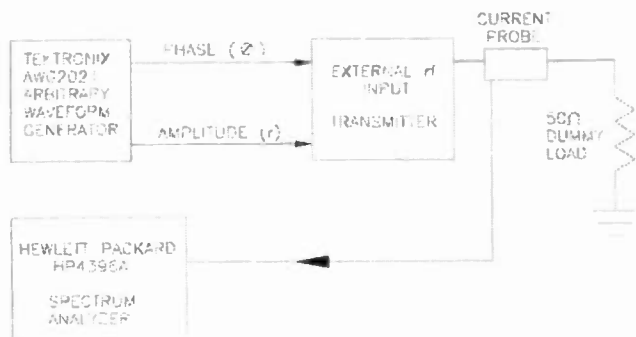 TEKTRONIX
AWG2021
ARBITRARY
WAVEFORM
GENERATOR
PHASE (Ø)
AMPLITUDE (r)
EXTERNAL rf
INPUT
TRANSMITTER
CURRENT
PROBE
50Ω
DUMMY
LOAD
HEWLETT PACKARD
HP4396A
SPECTRUM
ANALYZER